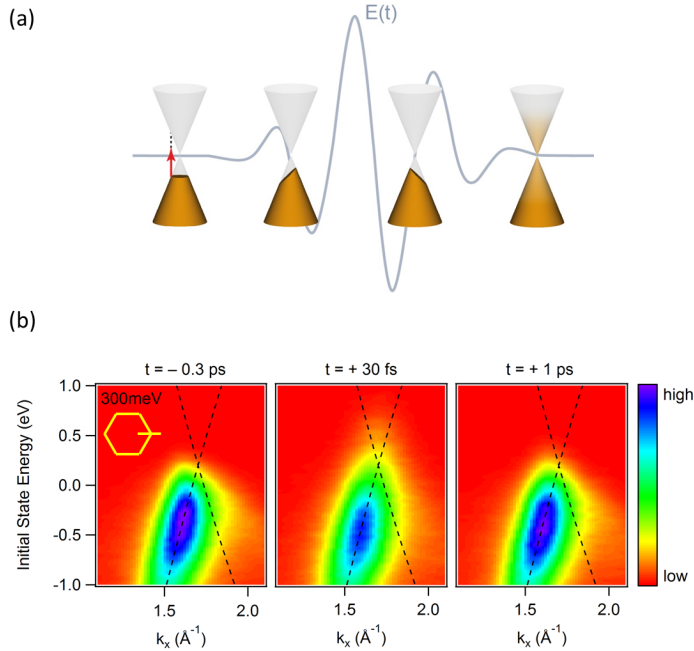 (a)
E(t)
(b)
t = – 0.3 ps
t = + 30 fs
t = + 1 ps
300meV
Initial State Energy (eV)
1.0
0.5
0.0
-0.5
-1.0
1.5 2.0
1.5 2.0
1.5 2.0
kₓ (Å⁻¹)
kₓ (Å⁻¹)
kₓ (Å⁻¹)
high
low